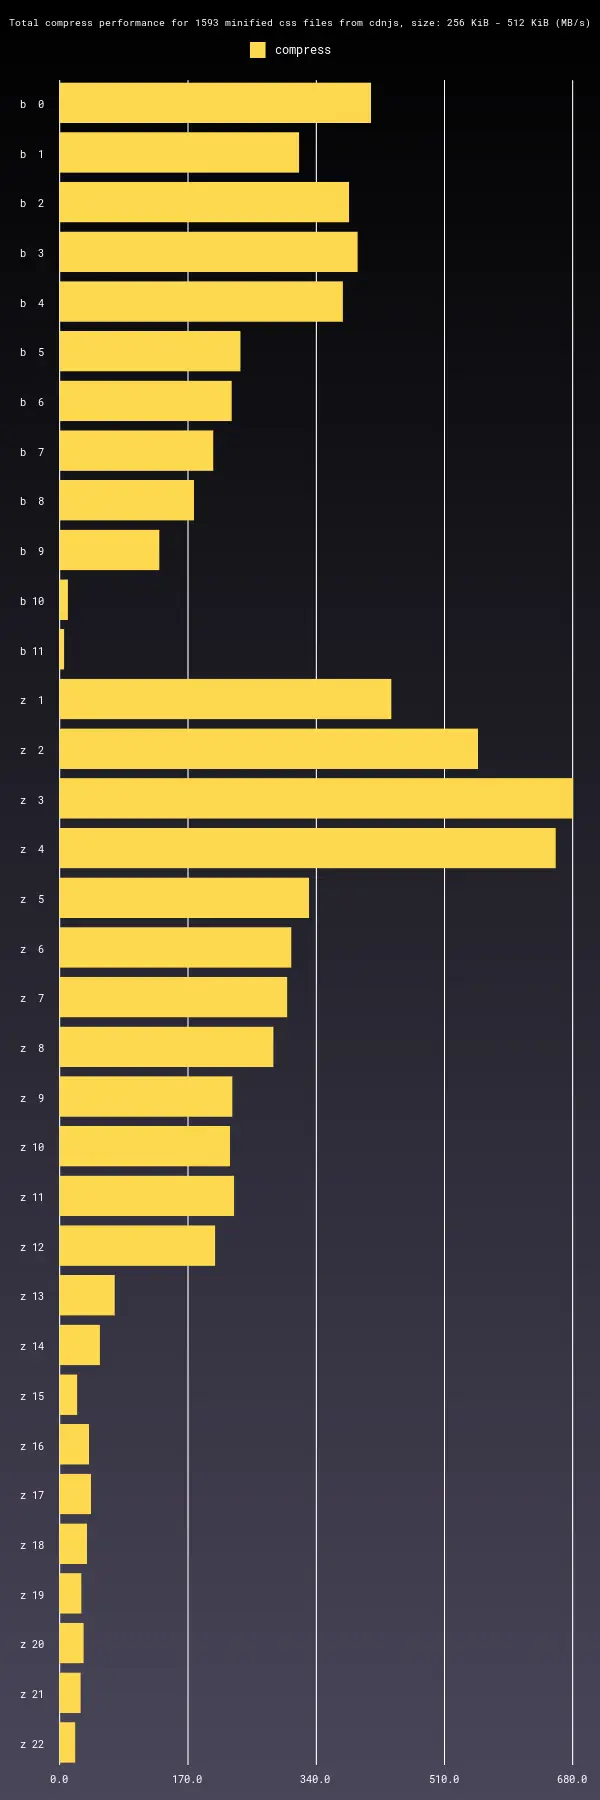 Total compress performance for 1593 minified css files from cdnjs, size: 256 KiB - 512 KiB (MB/s)
compress
b  0
b  1
b  2
b  3
b  4
b  5
b  6
b  7
b  8
b  9
b 10
b 11
z  1
z  2
z  3
z  4
z  5
z  6
z  7
z  8
z  9
z 10
z 11
z 12
z 13
z 14
z 15
z 16
z 17
z 18
z 19
z 20
z 21
z 22
0.0 170.0 340.0 510.0 680.0